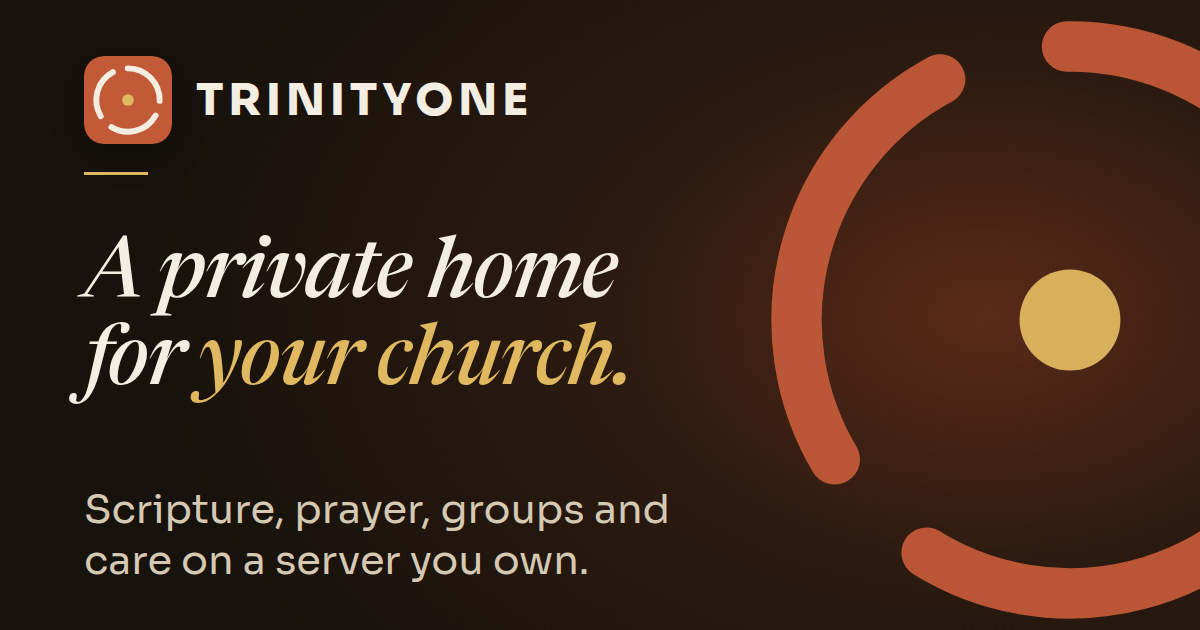 TRINITYONE
A private home
for your church.
Scripture, prayer, groups and
care on a server you own.